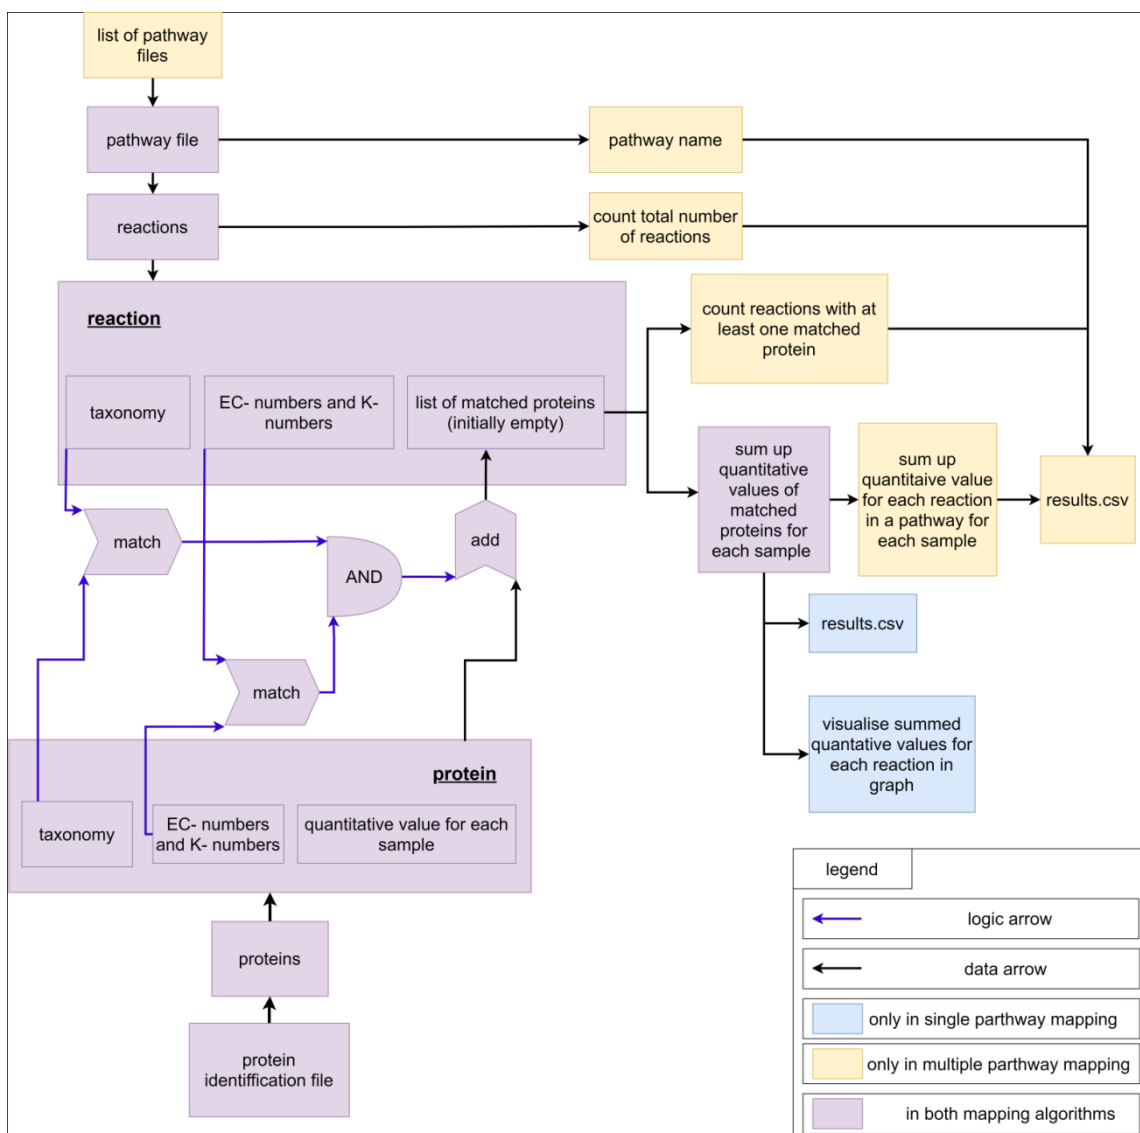 list of pathway
files
pathway file
pathway name
reactions
count total number
of reactions
reaction
count reactions with at
least one matched
protein
taxonomy
EC- numbers and K-
numbers
list of matched proteins
(initially empty)
sum up
quantitative
values of
matched
proteins for
each sample
sum up
quantitaive value
for each reaction
in a pathway for
each sample
results.csv
match
add
AND
results.csv
match
visualise summed
quantative values for
each reaction in
graph
protein
taxonomy
EC- numbers
and K- numbers
quantitative value for each
sample
legend
logic arrow
proteins
data arrow
only in single parthway mapping
protein
identiffication file
only in multiple parthway mapping
in both mapping algorithms